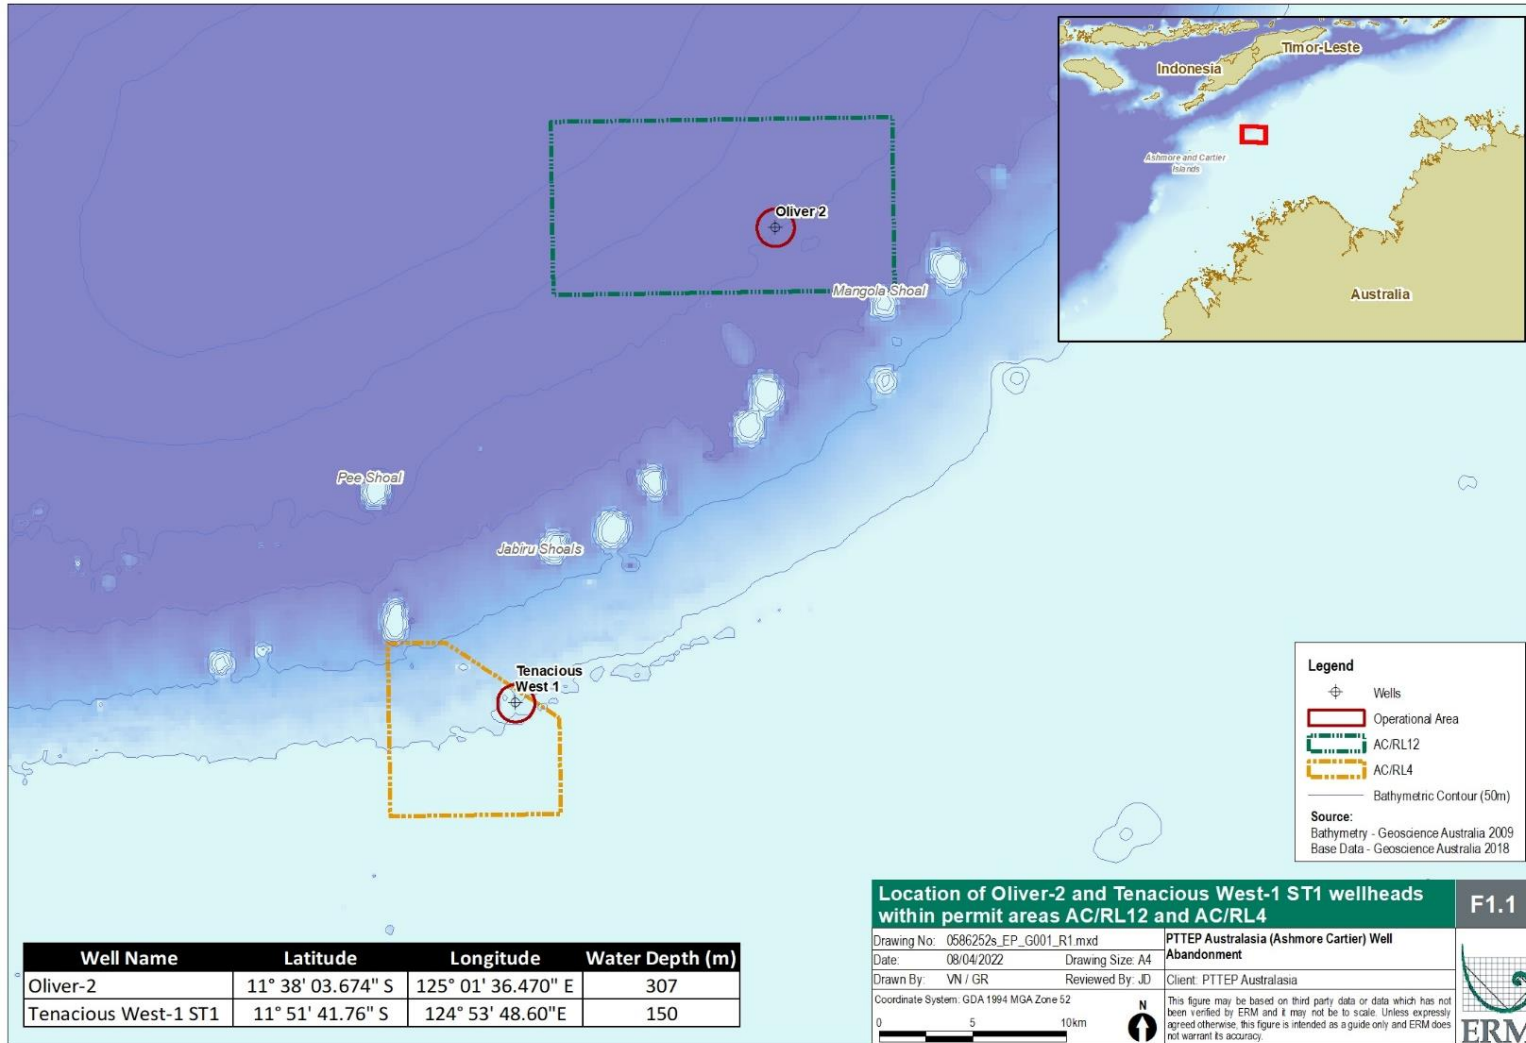 Indonesia
Timor-Leste
Ashmore and Cartier
Islands
Australia
Oliver 2
Mangola Shoal
Pee Shoal
Jabiru Shoals
Tenacious
West 1
Legend
Wells
Operational Area
AC/RL12
AC/RL4
Bathymetric Contour (50m)
Source:
Bathymetry - Geoscience Australia 2009
Base Data - Geoscience Australia 2018
Well Name Latitude Longitude Water Depth (m)
Oliver-2 11° 38' 03.674" S 125° 01' 36.470" E 307
Tenacious West-1 ST1 11° 51' 41.76" S 124° 53' 48.60"E 150
Location of Oliver-2 and Tenacious West-1 ST1 wellheads
within permit areas AC/RL12 and AC/RL4
F1.1
Drawing No: 0586252s_EP_G001_R1.mxd
Date: 08/04/2022 Drawing Size: A4
Drawn By: VN / GR Reviewed By: JD
Coordinate System: GDA 1994 MGA Zone 52
0 5 10km
N
PTTEP Australasia (Ashmore Cartier) Well
Abandonment
Client: PTTEP Australasia
This figure may be based on third party data or data which has not
been verified by ERM and it may not be to scale. Unless expressly
agreed otherwise, this figure is intended as a guide only and ERM does
not warrant its accuracy.
ERM